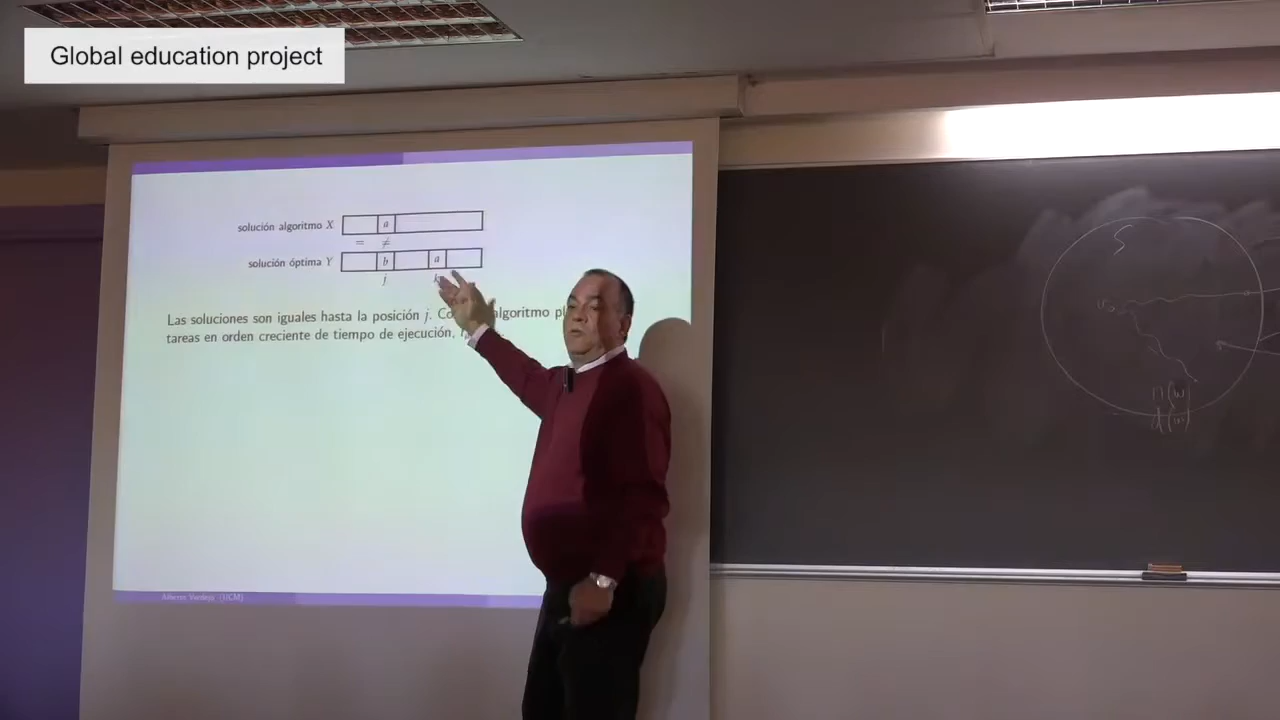 Global education project
solución algoritmo X
a
= ≠
solución óptima Y
b a
j
Las soluciones son iguales hasta la posición j. algoritmo
tareas en orden creciente de tiempo de ejecución,
(UCM)
S
n(w)
d(w)